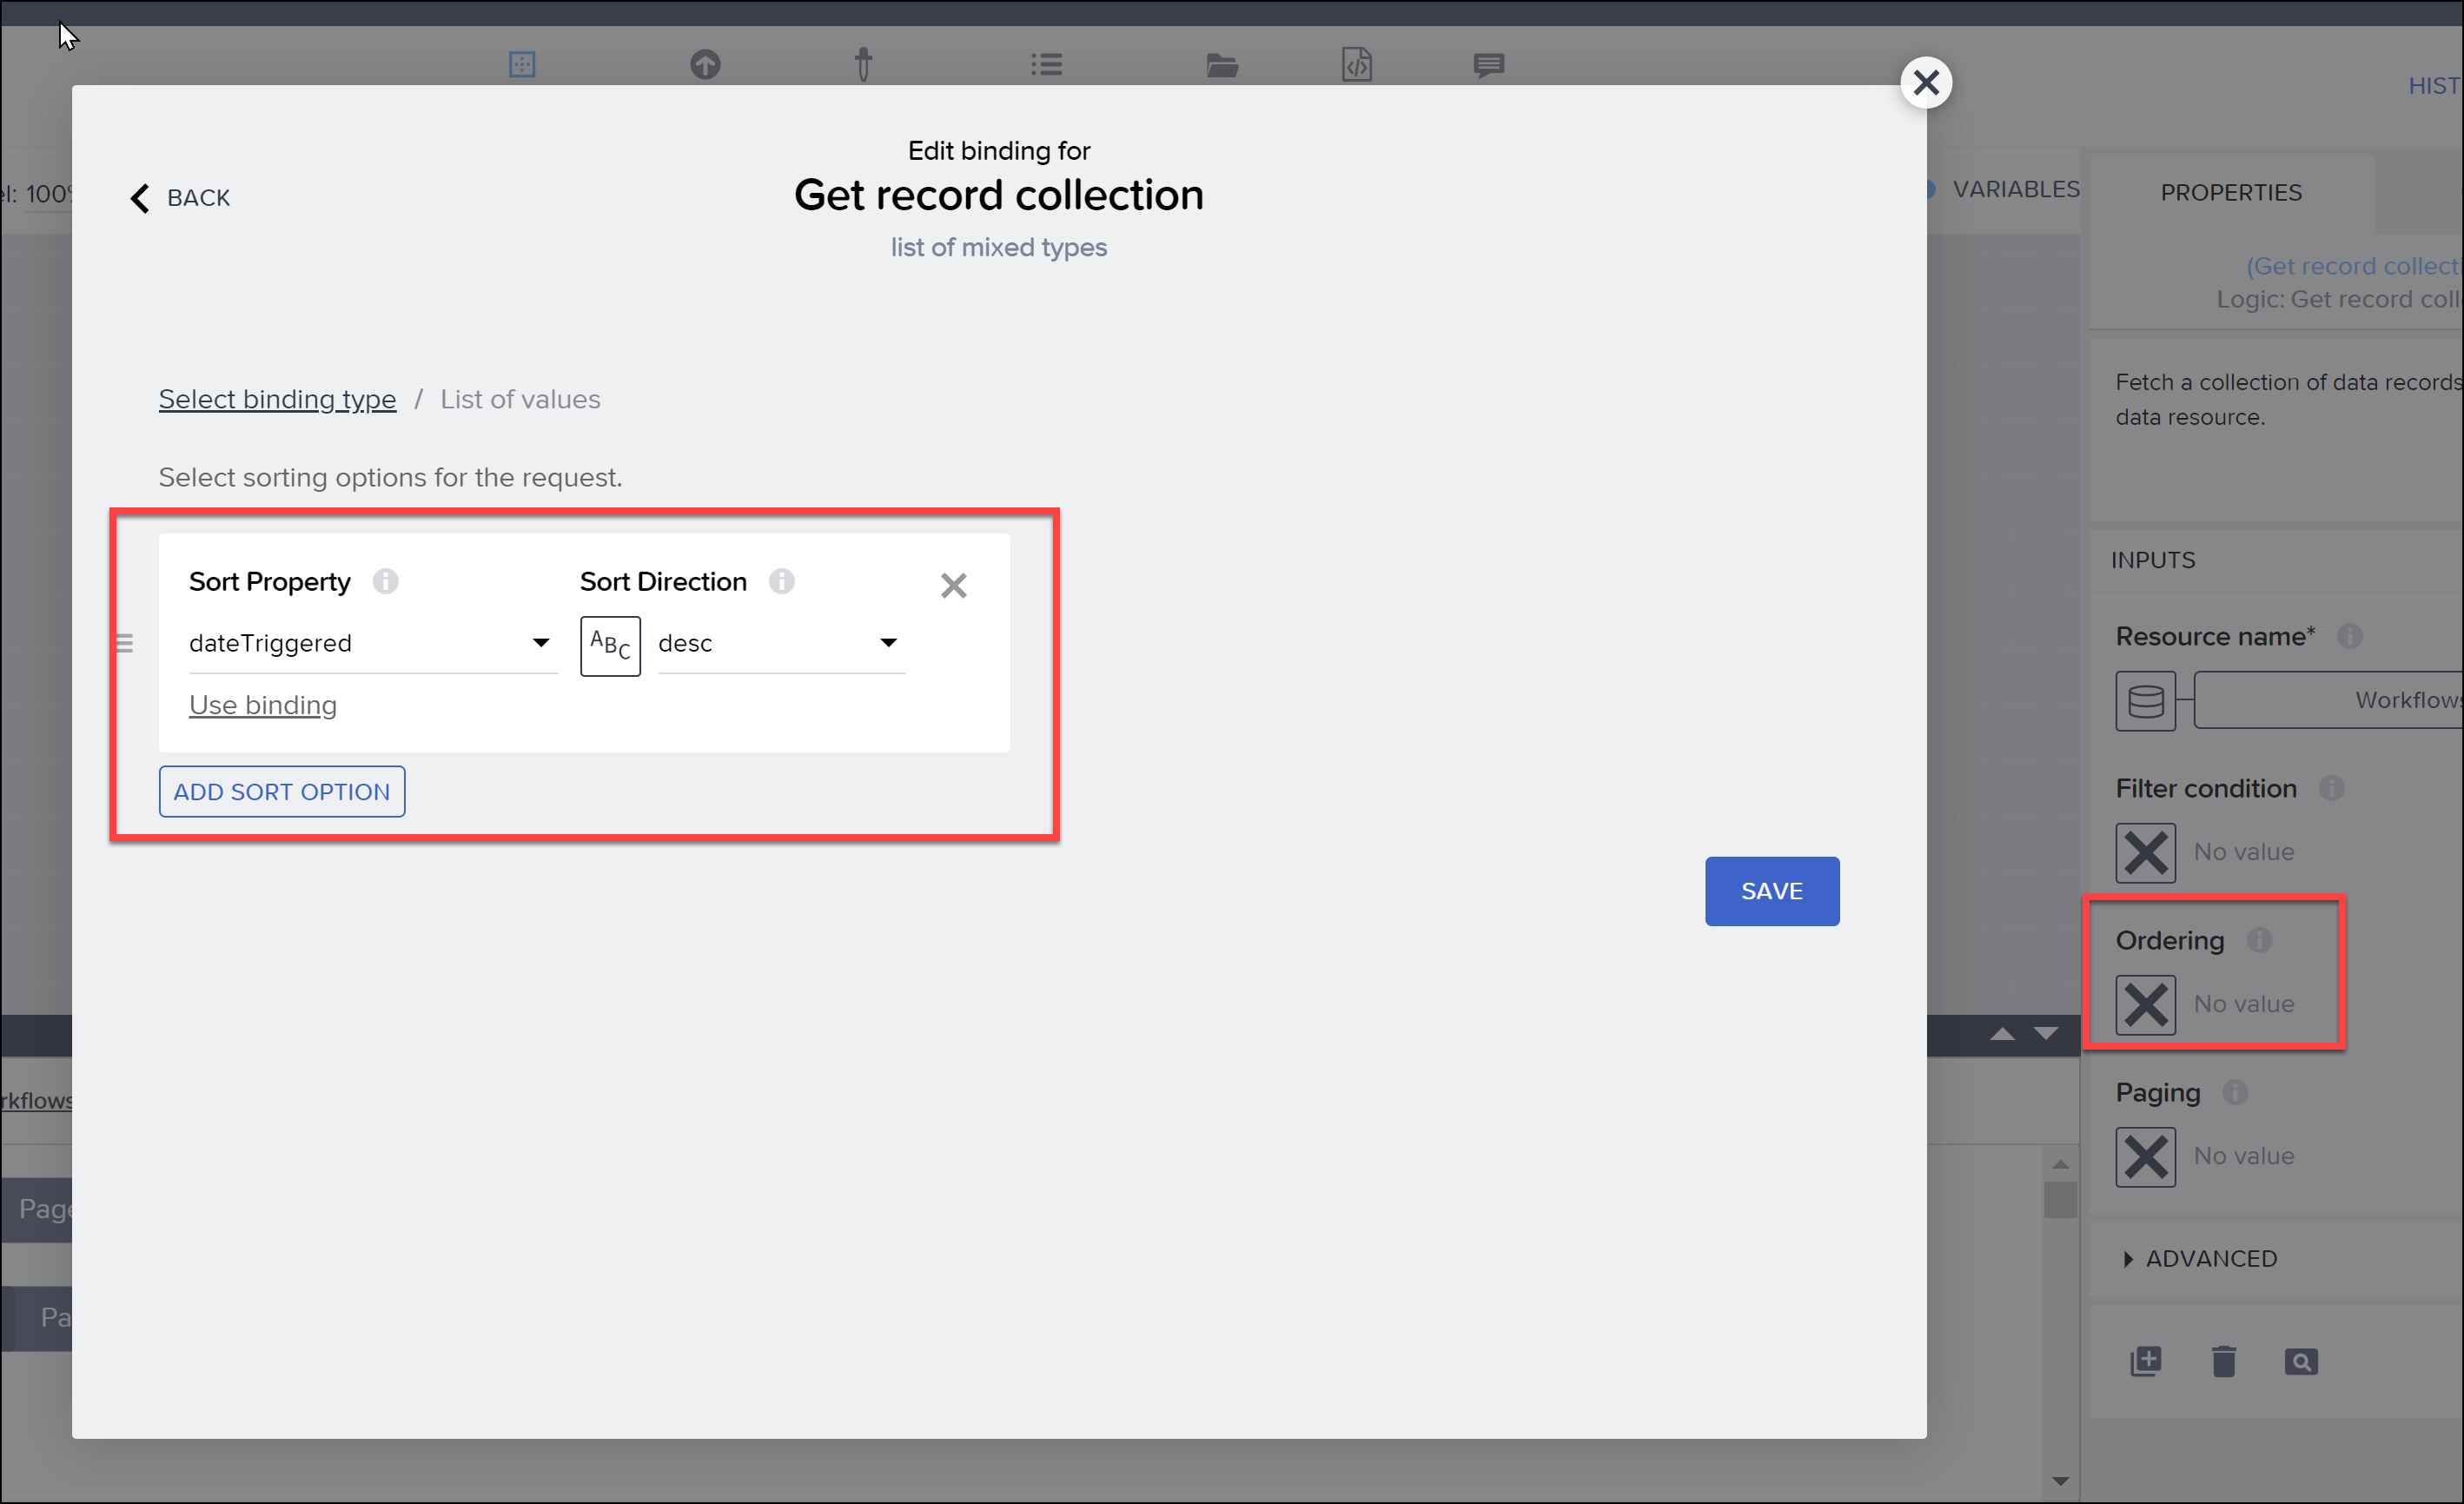 HIST
el: 100%
VARIABLES
PROPERTIES
BACK
Edit binding for
Get record collection
list of mixed types
(Get record collecti
Logic: Get record coll
Fetch a collection of data records
data resource.
Select binding type / List of values
Select sorting options for the request.
Sort Property
Sort Direction
dateTriggered
ABC
desc
Use binding
ADD SORT OPTION
SAVE
INPUTS
Resource name*
Workflows
Filter condition
No value
Ordering
No value
Paging
No value
ADVANCED
rkflows
Page
Pa